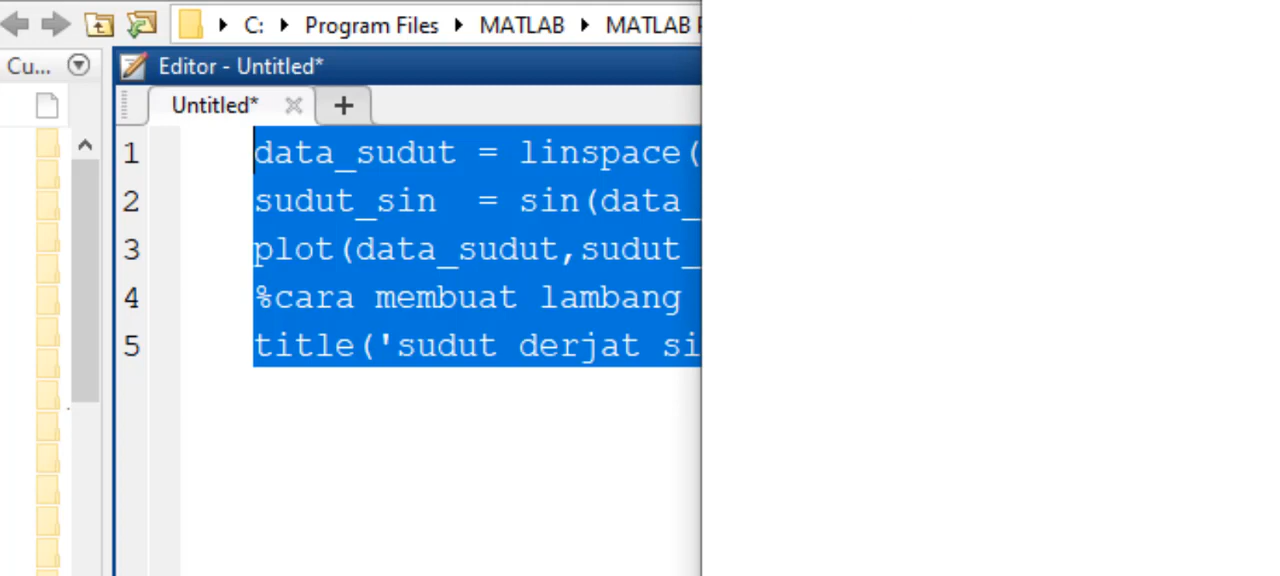 C: Program Files MATLAB MATLAB
Cu...
Editor - Untitled*
Untitled*
1 data_sudut = linspace(
2 sudut_sin = sin(data_
3 plot(data_sudut,sudut_
4 %cara membuat lambang
5 title('sudut derjat si